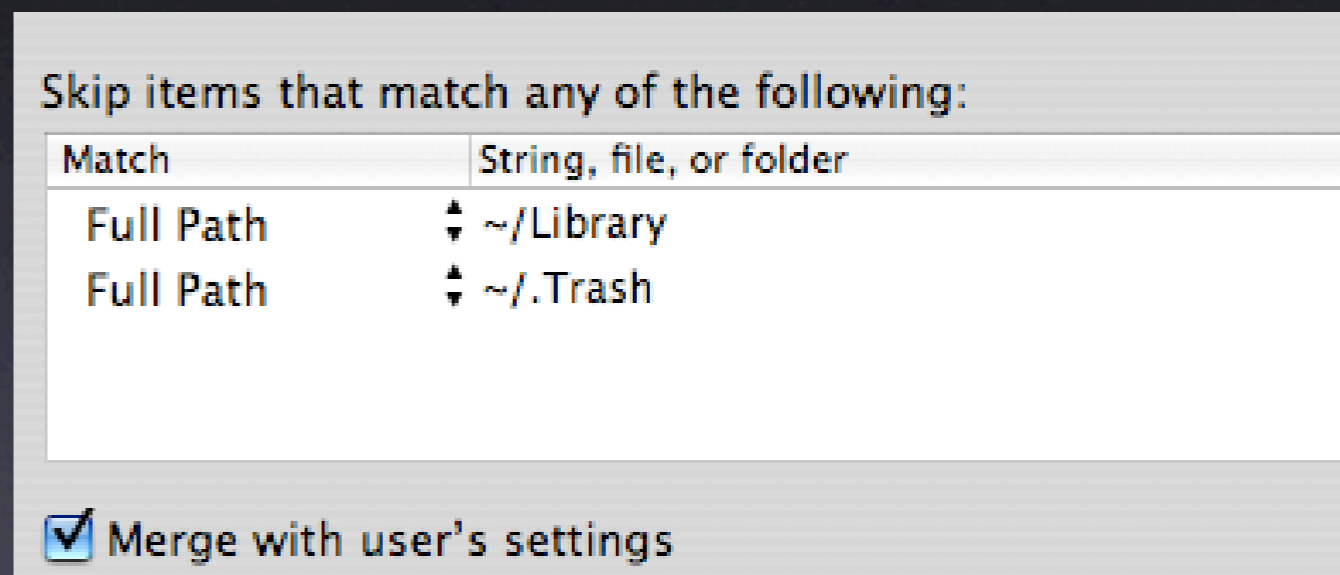 Skip items that match any of the following:
Match String, file, or folder
Full Path ~/Library
Full Path ~/.Trash
Merge with user's settings